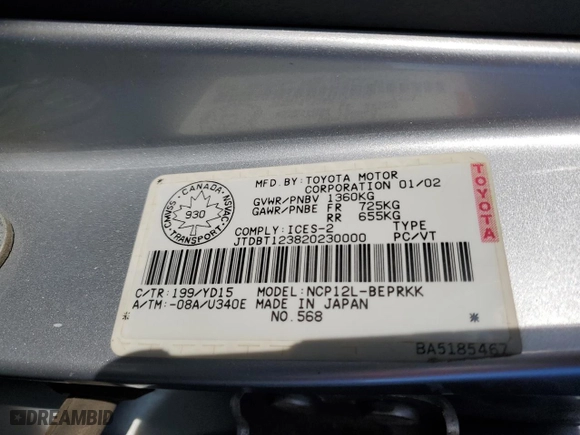 CMVSS · CANADA · NSVAC
930
TRANSPORT
MFD.BY:TOYOTA MOTOR
CORPORATION 01/02
GVWR/PNBV 1360KG
GAWR/PNBE FR 725KG
RR 655KG
COMPLY:ICES-2 TYPE
JTDBT123820230000 PC/VT
TOYOTA
C/TR:199/YD15 MODEL:NCP12L-BEPRKK
A/TM:-08A/U340E MADE IN JAPAN
* NO.568 *
BA5185467
DREAMBID